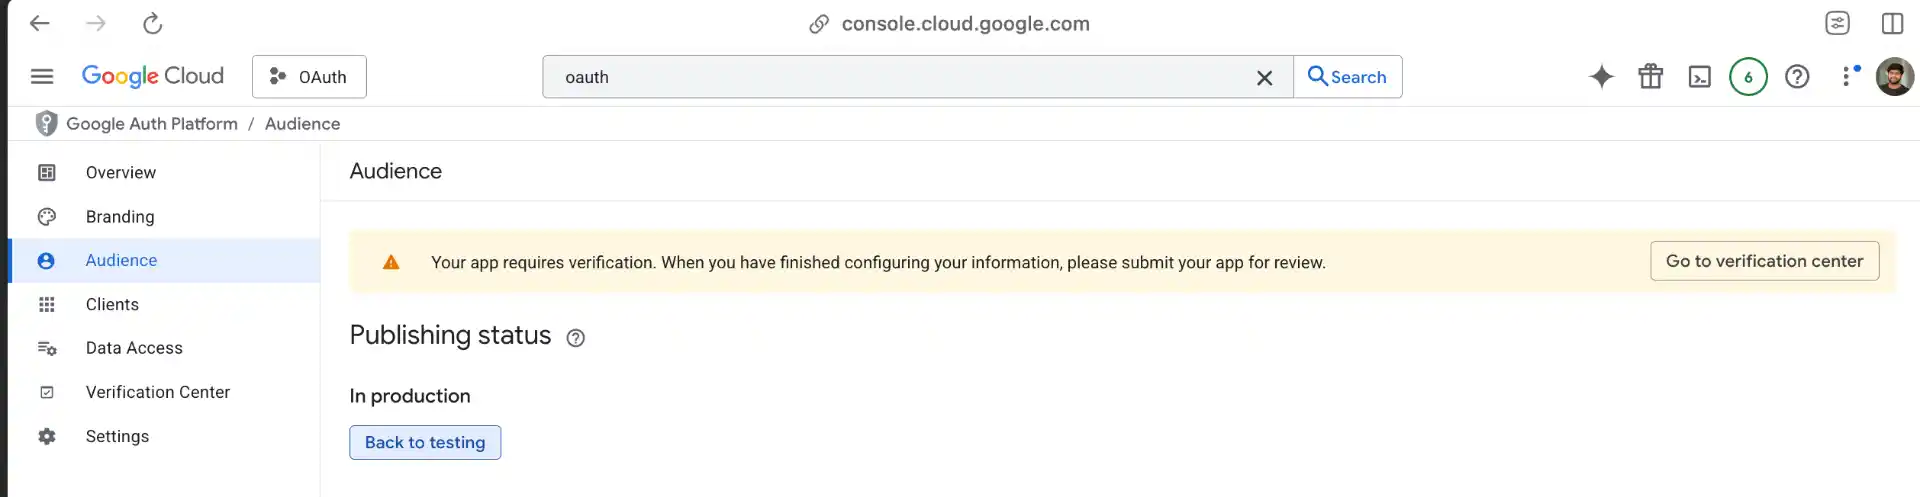 console.cloud.google.com
Google Cloud OAuth oauth Search 6
Google Auth Platform / Audience
Overview
Branding
Audience
Clients
Data Access
Verification Center
Settings
Audience
Your app requires verification. When you have finished configuring your information, please submit your app for review. Go to verification center
Publishing status
In production
Back to testing